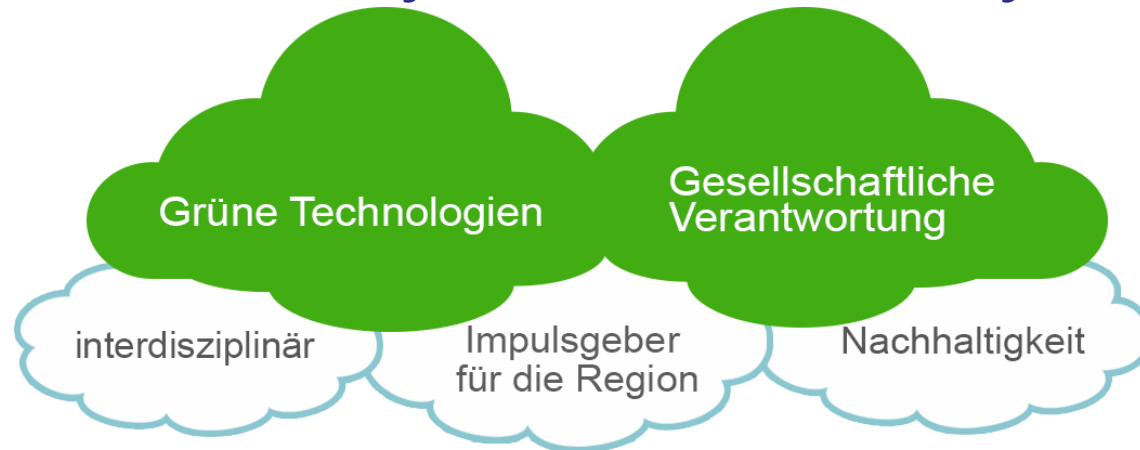 Grüne Technologien
Gesellschaftliche
Verantwortung
interdisziplinär
Impulsgeber
für die Region
Nachhaltigkeit